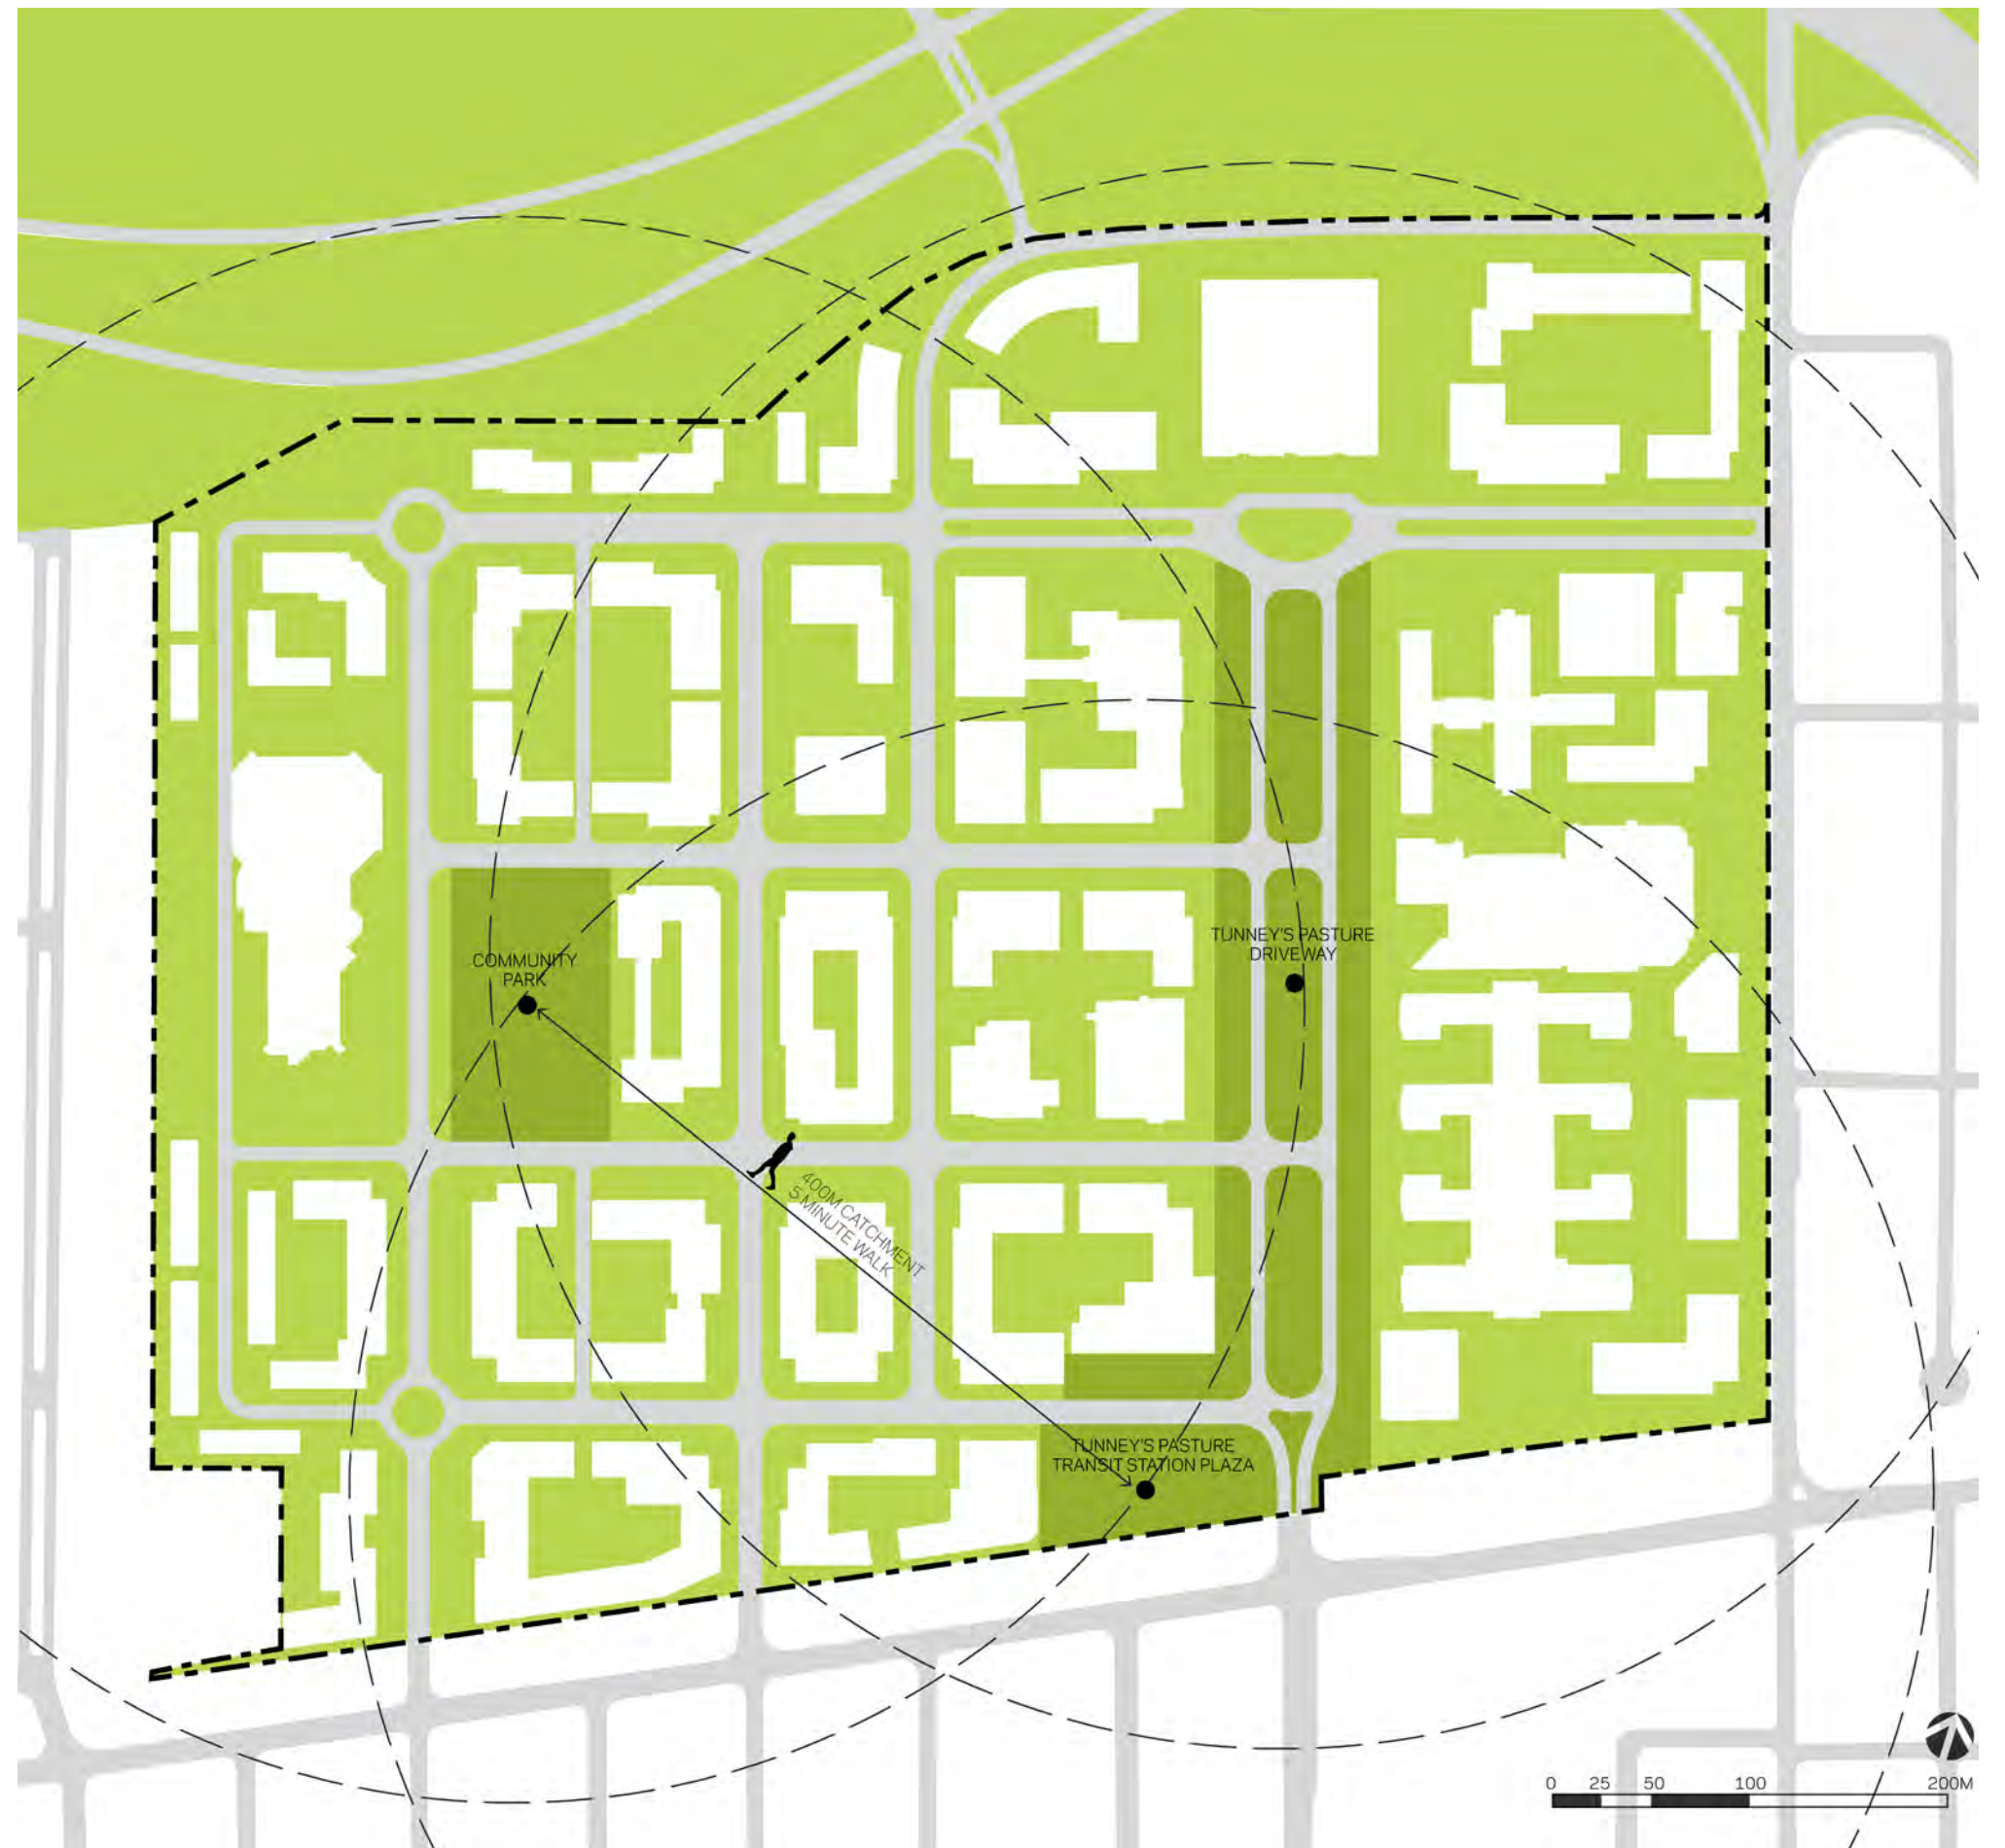 COMMUNITY
PARK
TUNNEY'S PASTURE
DRIVEWAY
400M CATCHMENT
5 MINUTE WALK
TUNNEY'S PASTURE
TRANSIT STATION PLAZA
0 25 50 100 200M